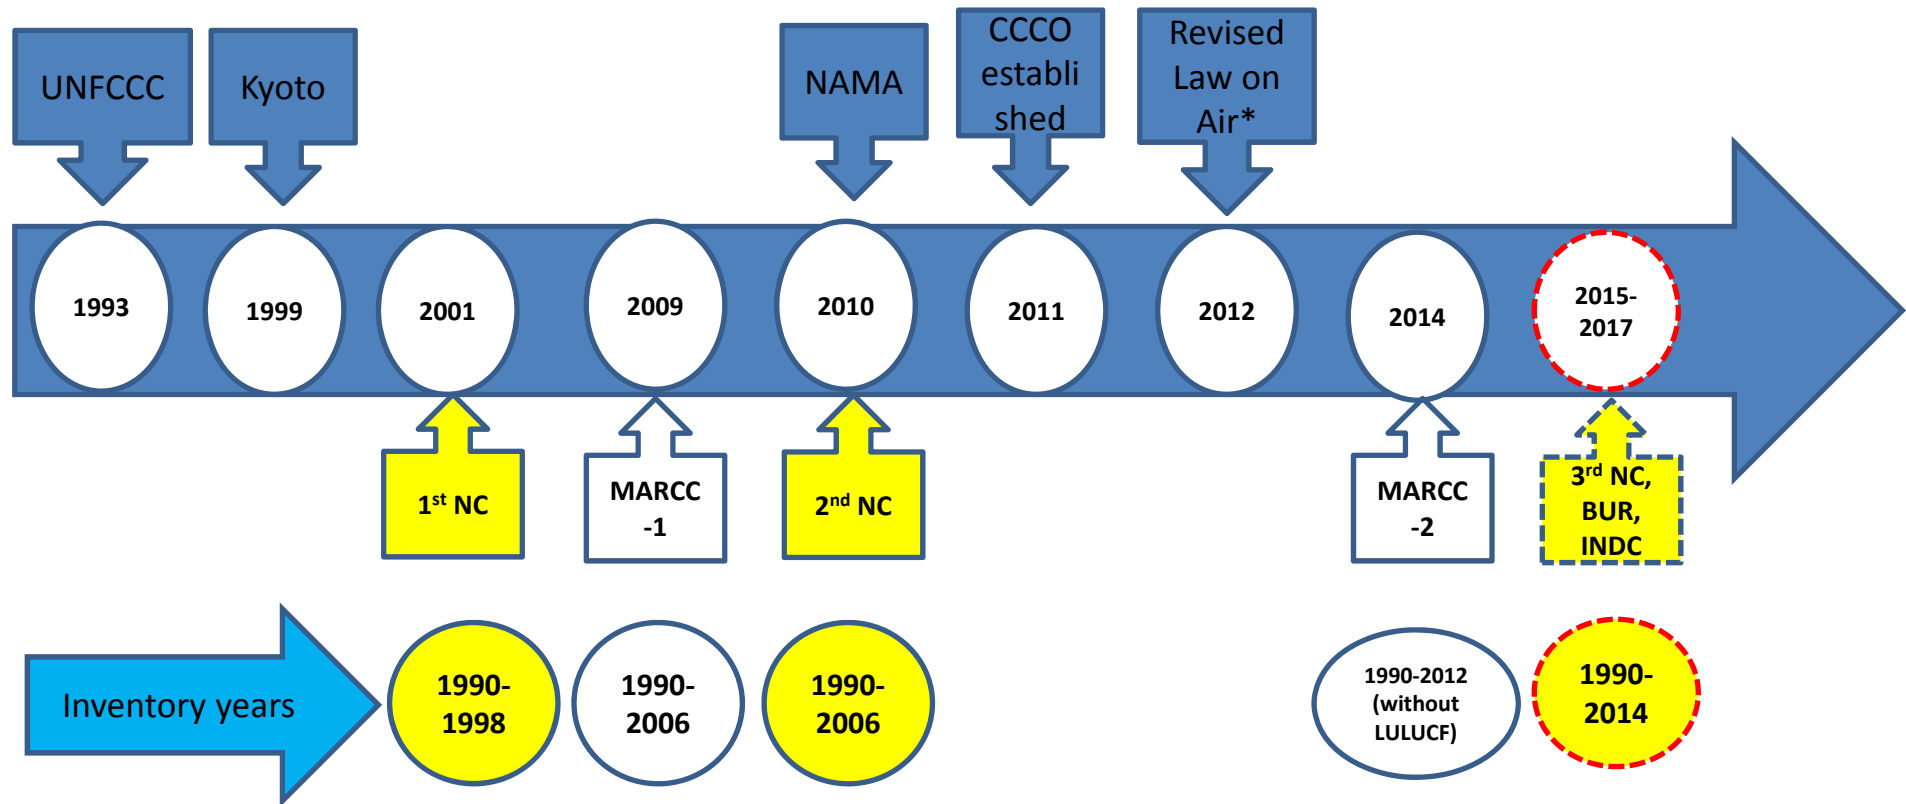 UNFCCC
Kyoto
NAMA
CCCO
establi
shed
Revised
Law on
Air*
1993
1999
2001
2009
2010
2011
2012
2014
2015-
2017
1st NC
MARCC
-1
2nd NC
MARCC
-2
3rd NC,
BUR,
INDC
Inventory years
1990-
1998
1990-
2006
1990-
2006
1990-2012
(without
LULUCF)
1990-
2014